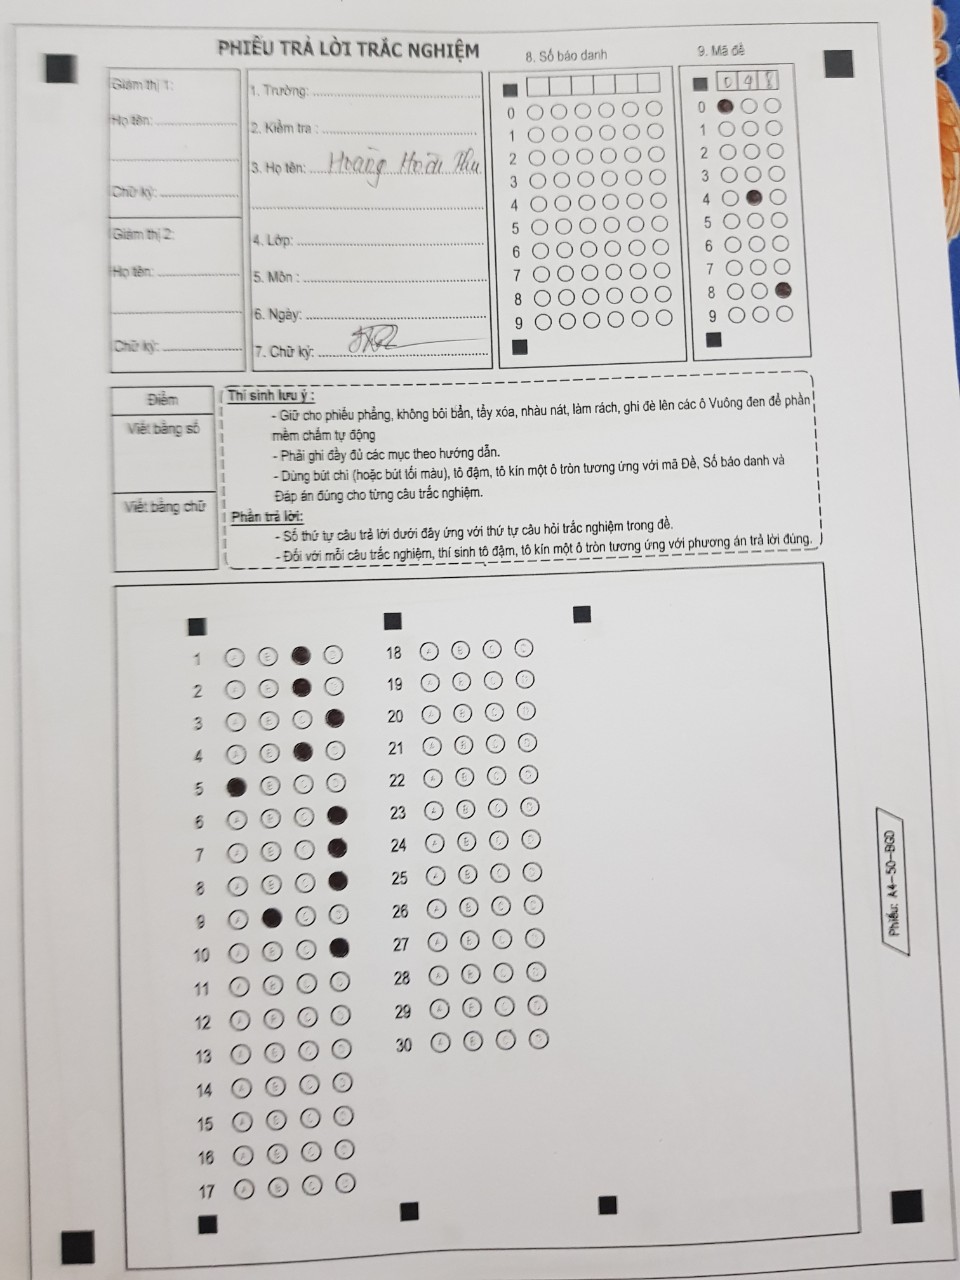 PHIẾU TRẢ LỜI TRẮC NGHIỆM
Giám thị 1:
Họ tên:
Chữ ký:
Giám thị 2:
Họ tên:
Chữ ký:
1. Trường:
2. Kiểm tra :
3. Họ tên: Hoàng Hoài Thu
4. Lớp:
5. Môn :
6. Ngày:
7. Chữ ký:
8. Số báo danh
0
1
2
3
4
5
6
7
8
9
9. Mã đề
0 4 8
0
1
2
3
4
5
6
7
8
9
Điểm
Viết bằng số
Viết bằng chữ
Thí sinh lưu ý :
- Giữ cho phiếu phẳng, không bôi bẩn, tẩy xóa, nhàu nát, làm rách, ghi đè lên các ô Vuông đen để phần
mềm chấm tự động
- Phải ghi đầy đủ các mục theo hướng dẫn.
- Dùng bút chì (hoặc bút tối màu), tô đậm, tô kín một ô tròn tương ứng với mã Đề, Số báo danh và
Đáp án đúng cho từng câu trắc nghiệm.
Phần trả lời:
- Số thứ tự câu trả lời dưới đây ứng với thứ tự câu hỏi trắc nghiệm trong đề.
- Đối với mỗi câu trắc nghiệm, thí sinh tô đậm, tô kín một ô tròn tương ứng với phương án trả lời đúng.
1 A B D
2 A B D
3 A B C
4 A B D
5 B C D
6 A B C
7 A B C
8 A B C
9 A C D
10 A B C
11 A B C D
12 A B C D
13 A B C D
14 A B C D
15 A B C D
16 A B C D
17 A B C D
18 A B C D
19 A B C D
20 A B C D
21 A B C D
22 A B C D
23 A B C D
24 A B C D
25 A B C D
26 A B C D
27 A B C D
28 A B C D
29 A B C D
30 A B C D
Phiếu: A4-50-BGD